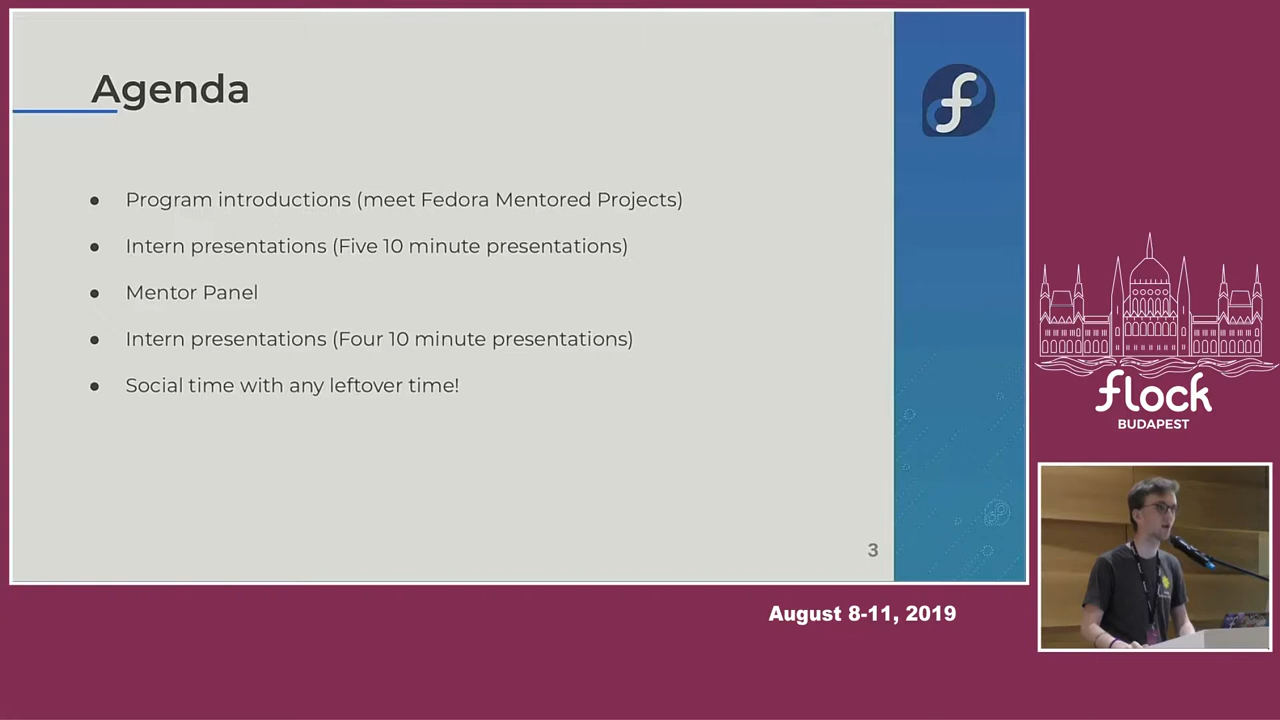 Agenda
Program introductions (meet Fedora Mentored Projects)
Intern presentations (Five 10 minute presentations)
Mentor Panel
Intern presentations (Four 10 minute presentations)
Social time with any leftover time!
3
flock
BUDAPEST
August 8-11, 2019